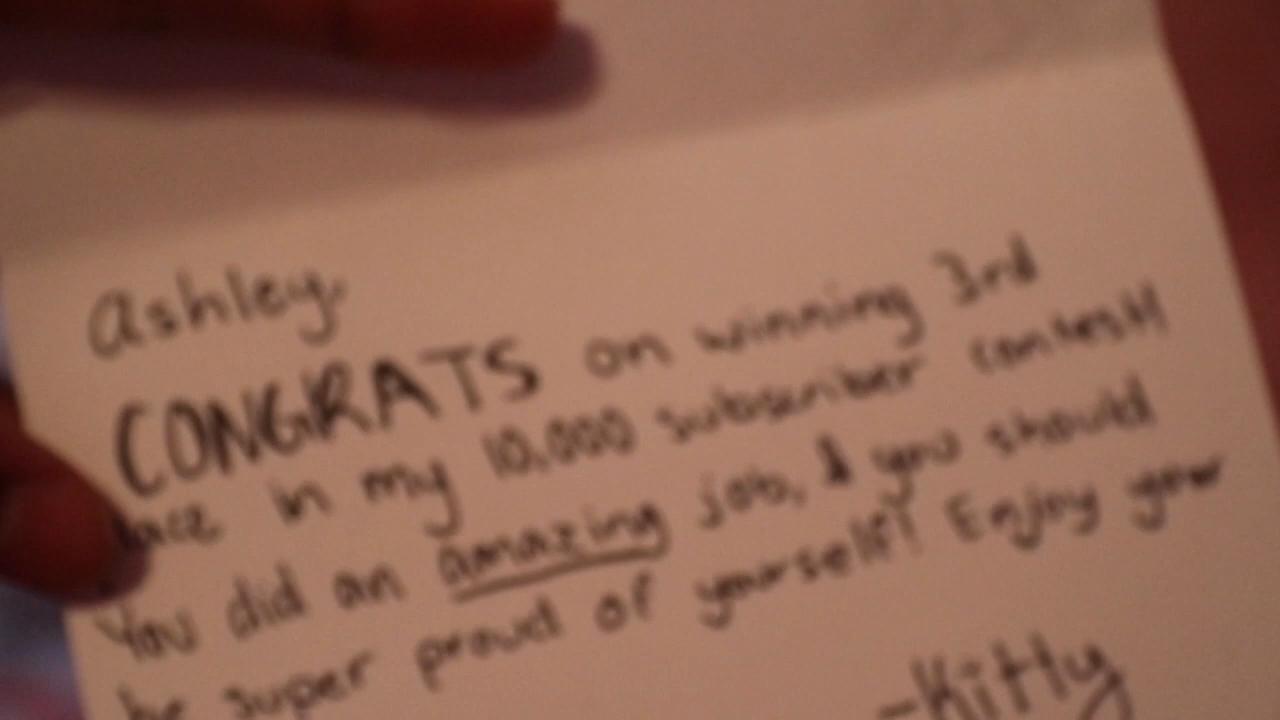 Ashley,
CONGRATS on winning 3rd
lace in my 10,000 subscriber contest!
You did an amazing job, & you should
be super proud of yourself! Enjoy your
-Kitty